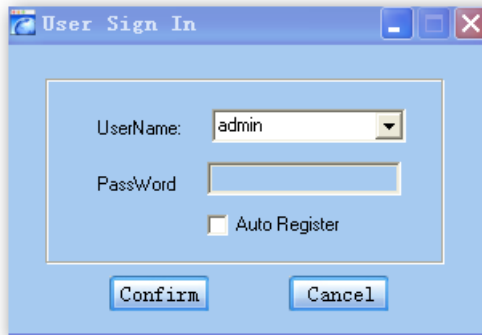 User Sign In
UserName: admin
PassWord
Auto Register
Confirm Cancel